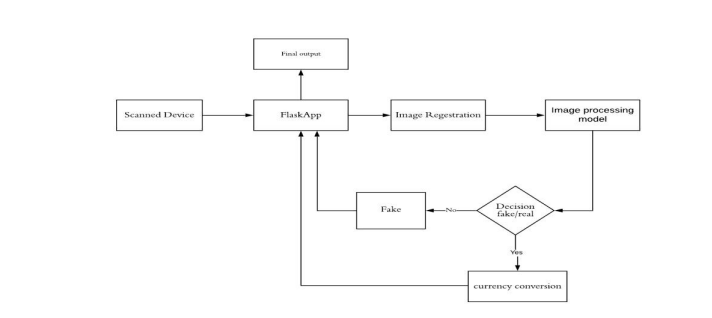 Final output
Scanned Device
FlaskApp
Image Regestration
Image processing
model
Fake
No
Decision
fake/real
Yes
currency conversion